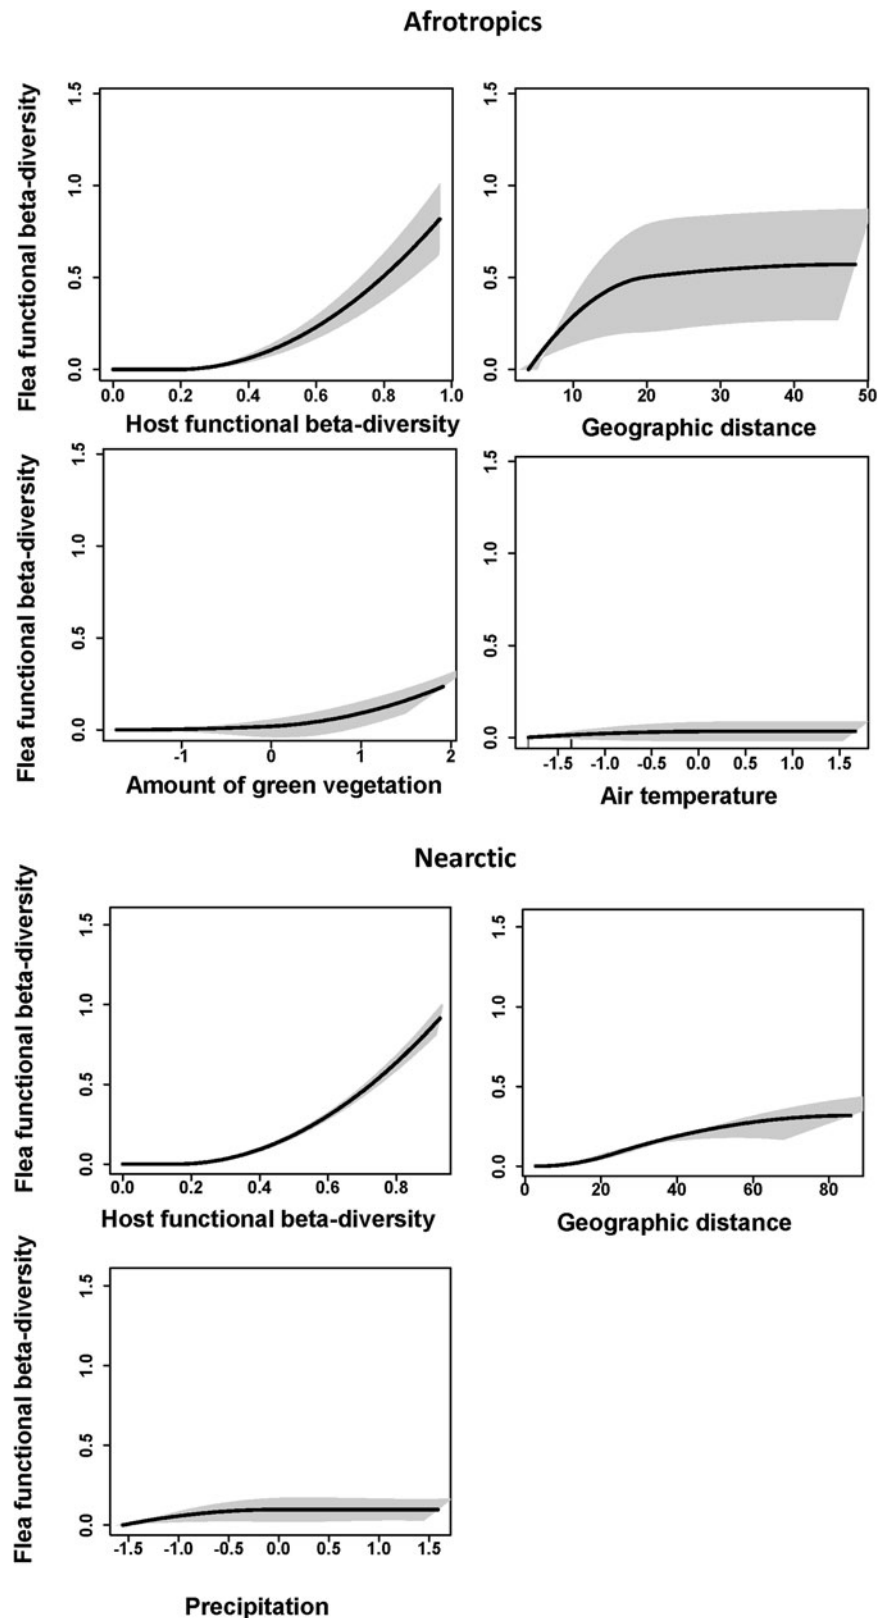 Afrotropics
Flea functional beta-diversity
0.0 0.5 1.0 1.5
0.0 0.2 0.4 0.6 0.8 1.0
Host functional beta-diversity
0.0 0.5 1.0 1.5
10 20 30 40 50
Geographic distance
Flea functional beta-diversity
0.0 0.5 1.0 1.5
-1 0 1 2
Amount of green vegetation
0.0 0.5 1.0 1.5
-1.5 -1.0 -0.5 0.0 0.5 1.0 1.5
Air temperature
Nearctic
Flea functional beta-diversity
0.0 0.5 1.0 1.5
0.0 0.2 0.4 0.6 0.8
Host functional beta-diversity
0.0 0.5 1.0 1.5
0 20 40 60 80
Geographic distance
Flea functional beta-diversity
0.0 0.5 1.0 1.5
-1.5 -1.0 -0.5 0.0 0.5 1.0 1.5
Precipitation